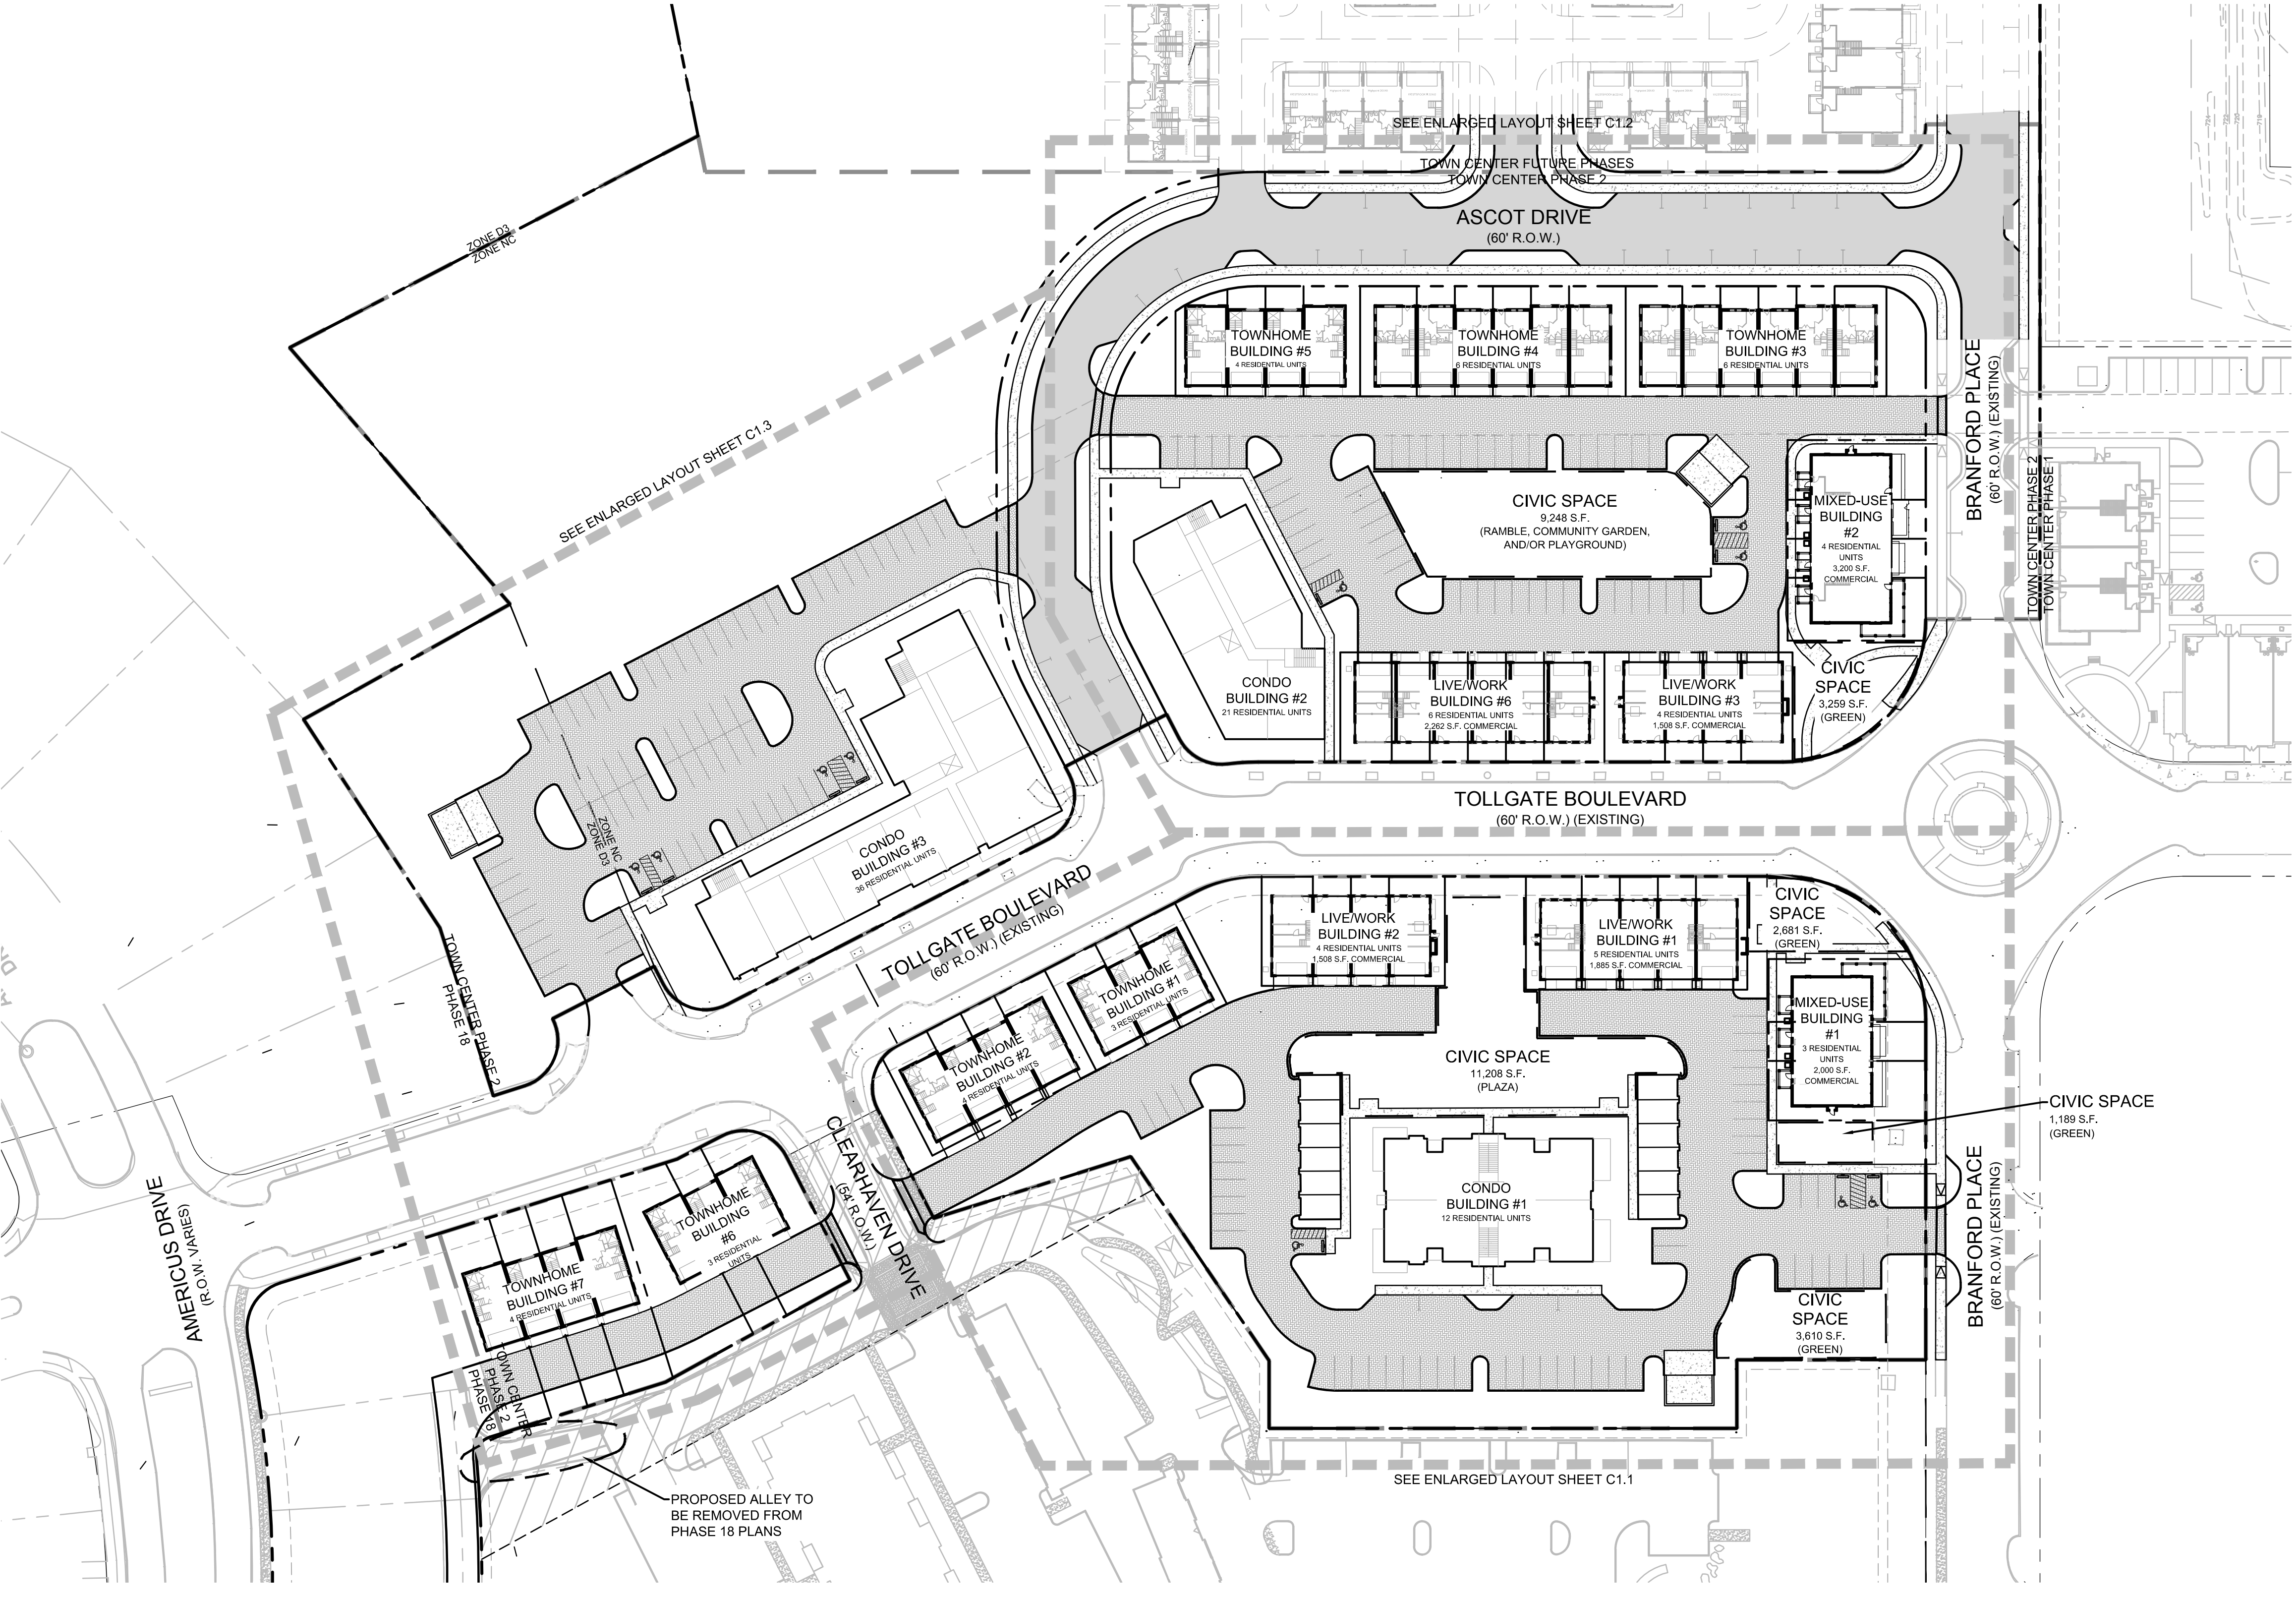 SEE ENLARGED LAYOUT SHEET C1.2
TOWN CENTER FUTURE PHASES
TOWN CENTER PHASE 2
ASCOT DRIVE
(60' R.O.W.)
ZONE D3
ZONE NC
SEE ENLARGED LAYOUT SHEET C1.3
TOWNHOME
BUILDING #5
4 RESIDENTIAL UNITS
TOWNHOME
BUILDING #4
6 RESIDENTIAL UNITS
TOWNHOME
BUILDING #3
6 RESIDENTIAL UNITS
BRANFORD PLACE
(60' R.O.W.) (EXISTING)
TOWN CENTER PHASE 2
TOWN CENTER PHASE 1
CIVIC SPACE
9,248 S.F.
(RAMBLE, COMMUNITY GARDEN,
AND/OR PLAYGROUND)
MIXED-USE
BUILDING
#2
4 RESIDENTIAL
UNITS
3,200 S.F.
COMMERCIAL
CONDO
BUILDING #2
21 RESIDENTIAL UNITS
LIVE/WORK
BUILDING #6
6 RESIDENTIAL UNITS
2,262 S.F. COMMERCIAL
LIVE/WORK
BUILDING #3
4 RESIDENTIAL UNITS
1,508 S.F. COMMERCIAL
CIVIC
SPACE
3,259 S.F.
(GREEN)
TOLLGATE BOULEVARD
(60' R.O.W.) (EXISTING)
ZONE NC
ZONE D3
CONDO
BUILDING #3
36 RESIDENTIAL UNITS
TOLLGATE BOULEVARD
(60' R.O.W.) (EXISTING)
TOWN CENTER PHASE 2
PHASE 18
LIVE/WORK
BUILDING #2
4 RESIDENTIAL UNITS
1,508 S.F. COMMERCIAL
LIVE/WORK
BUILDING #1
5 RESIDENTIAL UNITS
1,885 S.F. COMMERCIAL
CIVIC
SPACE
2,681 S.F.
(GREEN)
TOWNHOME
BUILDING #1
3 RESIDENTIAL UNITS
TOWNHOME
BUILDING #2
4 RESIDENTIAL UNITS
CIVIC SPACE
11,208 S.F.
(PLAZA)
MIXED-USE
BUILDING
#1
3 RESIDENTIAL
UNITS
2,000 S.F.
COMMERCIAL
CIVIC SPACE
1,189 S.F.
(GREEN)
CLEARHAVEN DRIVE
(54' R.O.W.)
AMERICUS DRIVE
(R.O.W. VARIES)
TOWNHOME
BUILDING
#6
3 RESIDENTIAL
UNITS
TOWNHOME
BUILDING #7
4 RESIDENTIAL UNITS
CONDO
BUILDING #1
12 RESIDENTIAL UNITS
BRANFORD PLACE
(60' R.O.W.) (EXISTING)
CIVIC
SPACE
3,610 S.F.
(GREEN)
TOWN CENTER
PHASE 2
PHASE 18
SEE ENLARGED LAYOUT SHEET C1.1
PROPOSED ALLEY TO
BE REMOVED FROM
PHASE 18 PLANS